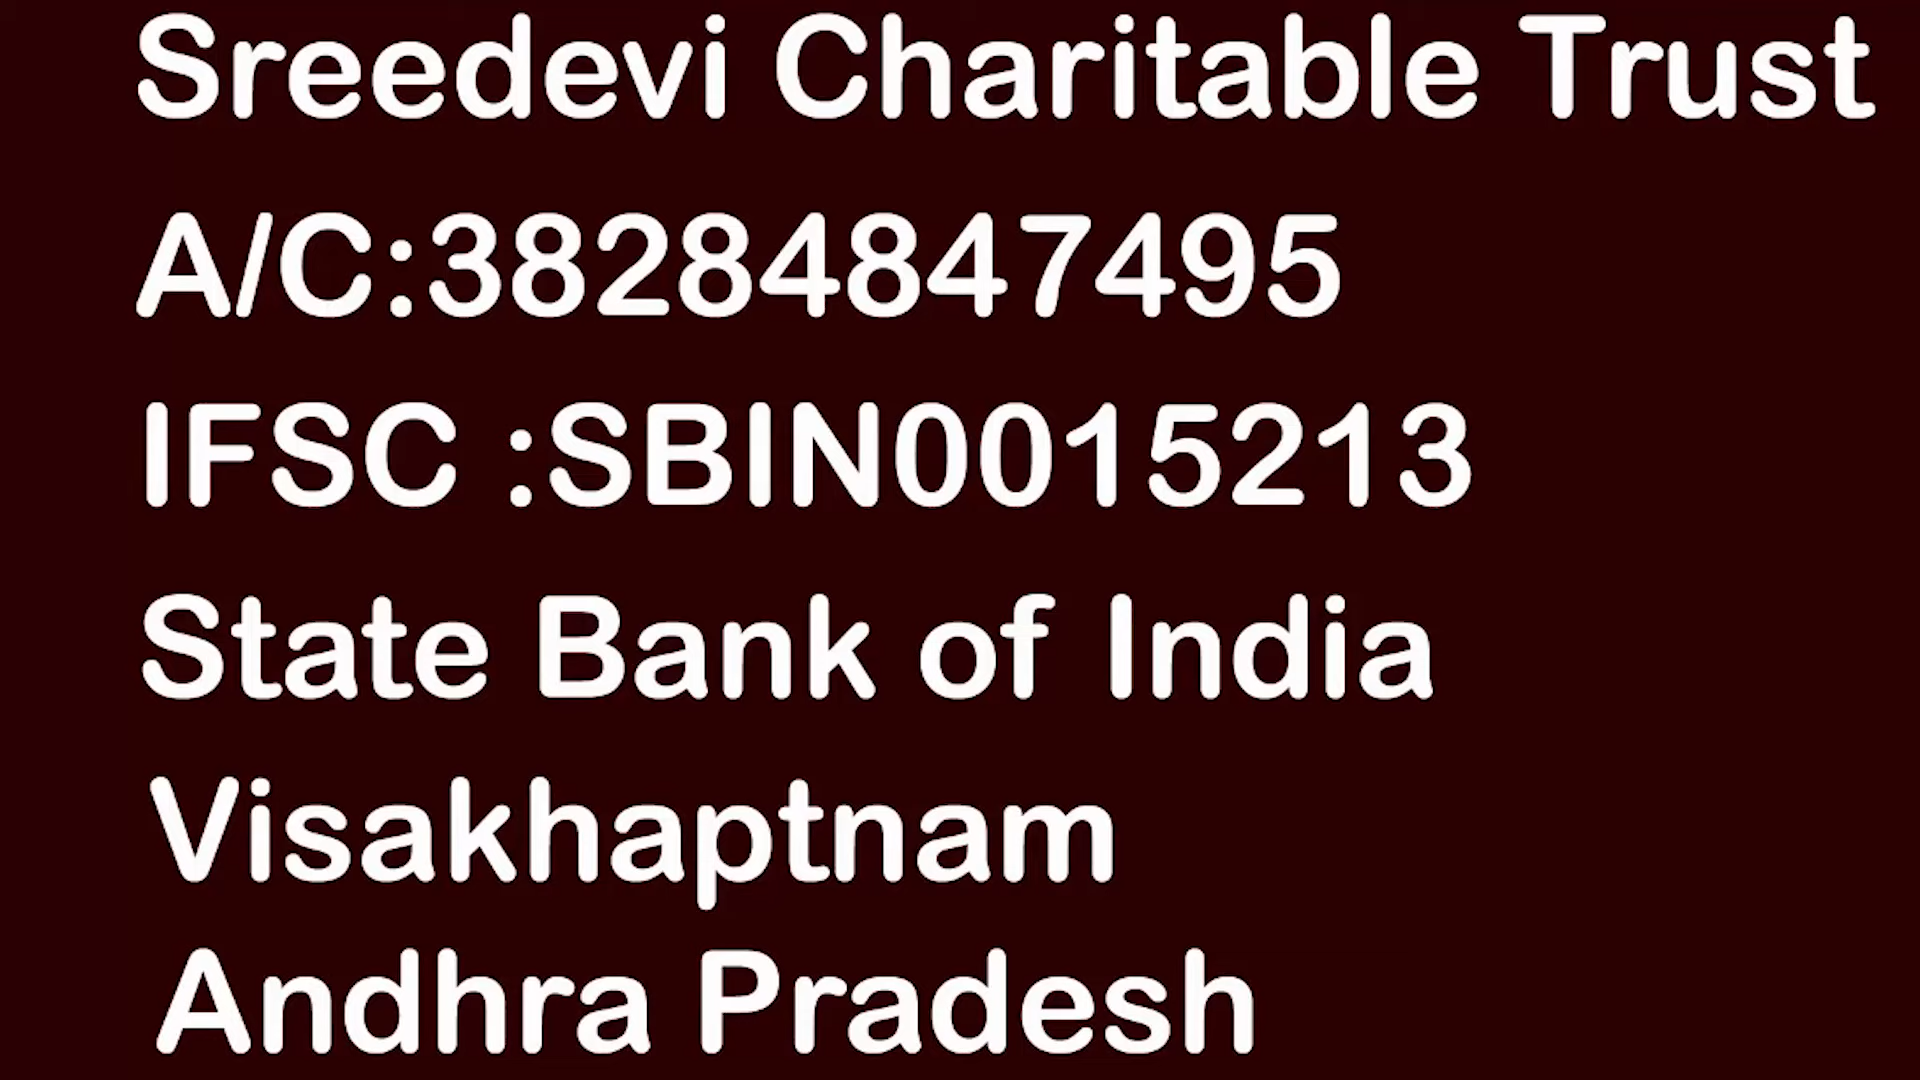 Sreedevi Charitable Trust
A/C:38284847495
IFSC :SBIN0015213
State Bank of India
Visakhaptnam
Andhra Pradesh